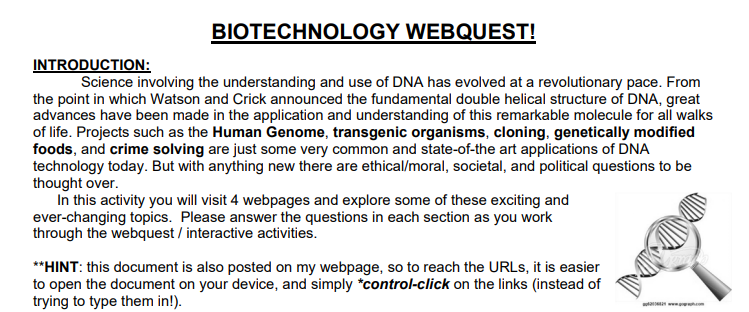 BIOTECHNOLOGY WEBQUEST!
INTRODUCTION:
Science involving the understanding and use of DNA has evolved at a revolutionary pace. From
the point in which Watson and Crick announced the fundamental double helical structure of DNA, great
advances have been made in the application and understanding of this remarkable molecule for all walks
of life. Projects such as the Human Genome, transgenic organisms, cloning, genetically modified
foods, and crime solving are just some very common and state-of-the art applications of DNA
technology today. But with anything new there are ethical/moral, societal, and political questions to be
thought over.
In this activity you will visit 4 webpages and explore some of these exciting and
ever-changing topics. Please answer the questions in each section as you work
through the webquest / interactive activities.
**HINT: this document is also posted on my webpage, so to reach the URLs, it is easier
to open the document on your device, and simply *control-click on the links (instead of
trying to type them in!).
www.gograph.com